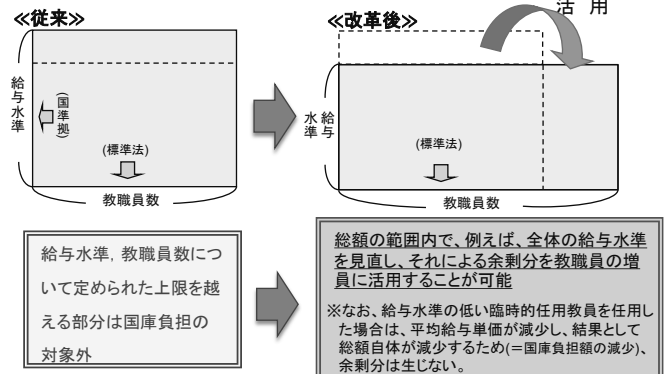 ≪従来≫
給与水準
(国準拠)
(標準法)
教職員数
≪改革後≫
活 用
給与水準
(標準法)
教職員数
給与水準, 教職員数につ
いて定められた上限を越
える部分は国庫負担の
対象外
総額の範囲内で、例えば、全体の給与水準
を見直し、それによる余剰分を教職員の増
員に活用することが可能
※なお、給与水準の低い臨時的任用教員を任用し
た場合は、平均給与単価が減少し、結果として
総額自体が減少するため(=国庫負担額の減少)、
余剰分は生じない。